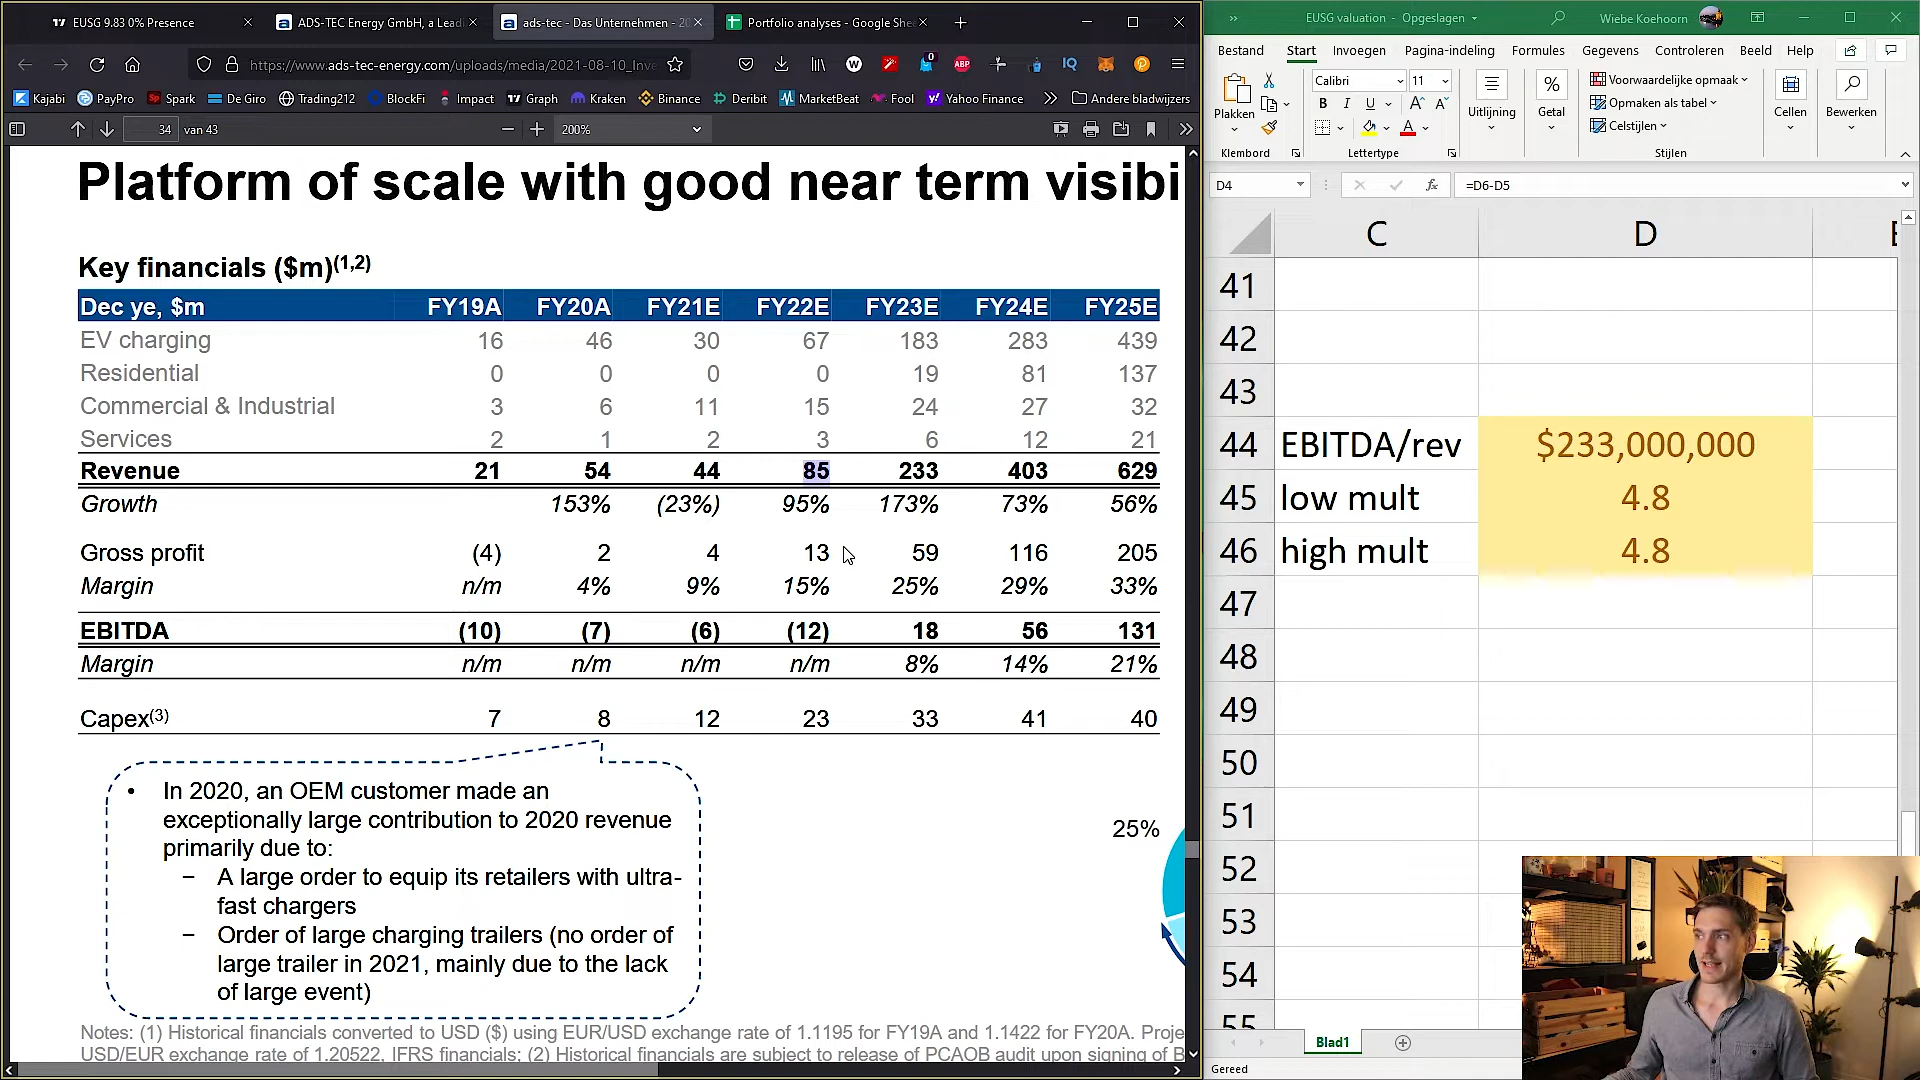 EUSG 9.83 0% Presence
ADS-TEC Energy GmbH, a Leadi
ads-tec - Das Unternehmen - 20
Portfolio analyses - Google She
https://www.ads-tec-energy.com/uploads/media/2021-08-10_Inve
0
ABP
IQ
Kajabi
PayPro
Spark
De Giro
Trading212
BlockFi
Impact
Graph
Kraken
Binance
Deribit
MarketBeat
Fool
Yahoo Finance
Andere bladwijzers
34 van 43
200%
Platform of scale with good near term visibi
Key financials ($m)(1,2)
Dec ye, $m FY19A FY20A FY21E FY22E FY23E FY24E FY25E
EV charging 16 46 30 67 183 283 439
Residential 0 0 0 0 19 81 137
Commercial & Industrial 3 6 11 15 24 27 32
Services 2 1 2 3 6 12 21
Revenue 21 54 44 85 233 403 629
Growth 153% (23%) 95% 173% 73% 56%
Gross profit (4) 2 4 13 59 116 205
Margin n/m 4% 9% 15% 25% 29% 33%
EBITDA (10) (7) (6) (12) 18 56 131
Margin n/m n/m n/m n/m 8% 14% 21%
Capex(3) 7 8 12 23 33 41 40
• In 2020, an OEM customer made an
exceptionally large contribution to 2020 revenue
primarily due to:
− A large order to equip its retailers with ultra-
fast chargers
− Order of large charging trailers (no order of
large trailer in 2021, mainly due to the lack
of large event)
25%
Notes: (1) Historical financials converted to USD ($) using EUR/USD exchange rate of 1.1195 for FY19A and 1.1422 for FY20A. Proje
USD/EUR exchange rate of 1.20522, IFRS financials; (2) Historical financials are subject to release of PCAOB audit upon signing of B
EUSG valuation - Opgeslagen
Wiebe Koehoorn
Bestand
Start
Invoegen
Pagina-indeling
Formules
Gegevens
Controleren
Beeld
Help
Plakken
Klembord
Calibri
11
B I U
Lettertype
Uitlijning
Getal
Voorwaardelijke opmaak
Opmaken als tabel
Celstijlen
Stijlen
Cellen
Bewerken
D4
fx
=D6-D5
C D
41
42
43
44 EBITDA/rev $233,000,000
45 low mult 4.8
46 high mult 4.8
47
48
49
50
51
52
53
54
55
Blad1
Gereed